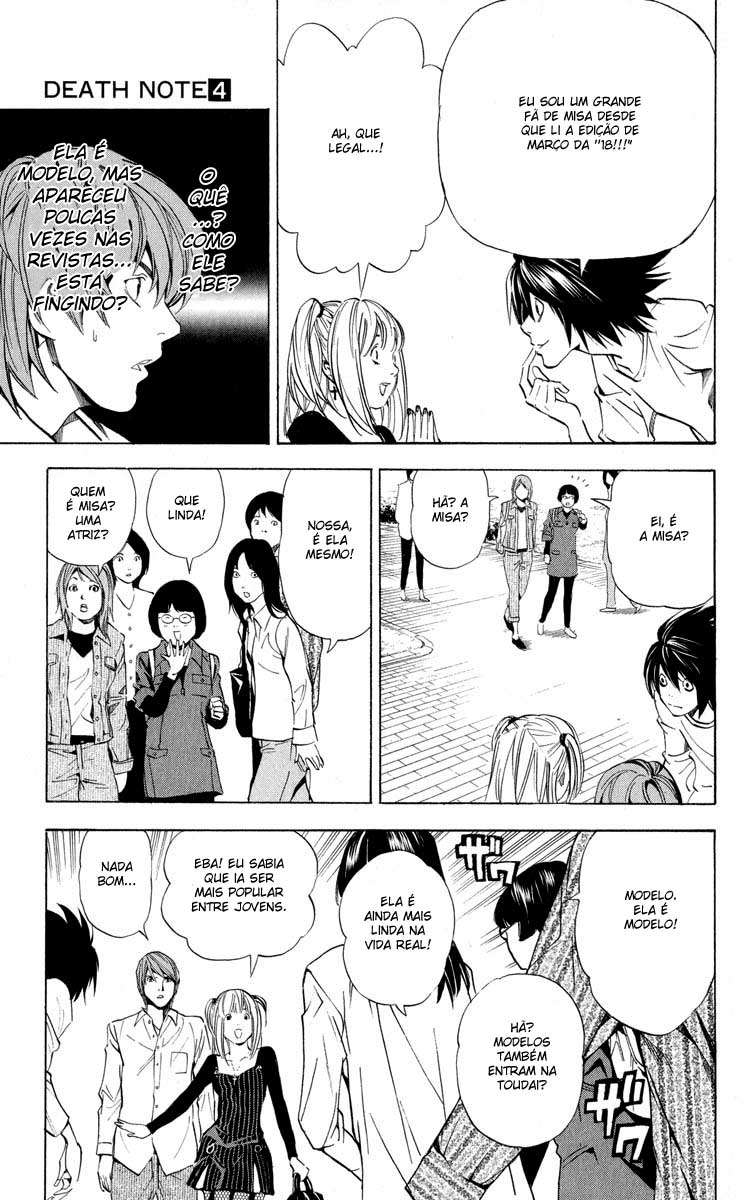 EU SOU UM GRANDE
FÃ DE MISA DESDE
QUE LI A EDIÇÃO DE
MARÇO DA "18!!!"
AH, QUE
LEGAL...!
DEATH NOTE 4
O
QUÊ
...?
COMO
ELE
SABE?
ELA É
MODELO, MAS
APARECEU
POUCAS
VEZES NAS
REVISTAS...
ESTÁ
FINGINDO?
EI, É
A MISA?
HÃ? A
MISA?
NOSSA,
É ELA
MESMO!
QUE
LINDA!
QUEM
É MISA?
UMA
ATRIZ?
MODELO.
ELA É
MODELO!
ザワ
HÃ?
MODELOS
TAMBÉM
ENTRAM NA
TOUDAI?
ザワ
ELA É
AINDA MAIS
LINDA NA
VIDA REAL!
EBA! EU SABIA
QUE IA SER
MAIS POPULAR
ENTRE JOVENS.
NADA
BOM...